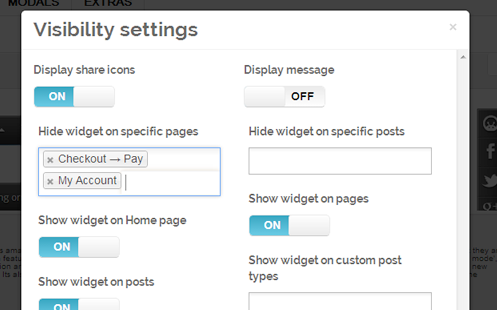 MODALS EXTRAS
Visibility settings
×
Display share icons
ON
Display message
OFF
Hide widget on specific pages
× Checkout → Pay
× My Account
Hide widget on specific posts
Show widget on Home page
ON
Show widget on pages
ON
Show widget on posts
ON
Show widget on custom post
types